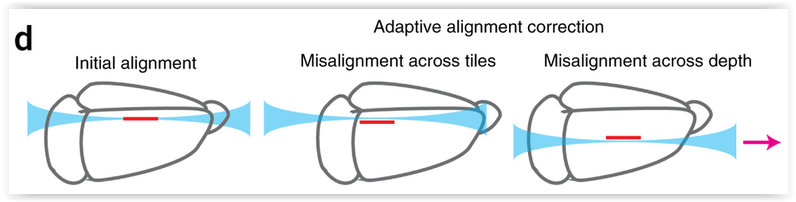 d
Adaptive alignment correction
Initial alignment
Misalignment across tiles
Misalignment across depth